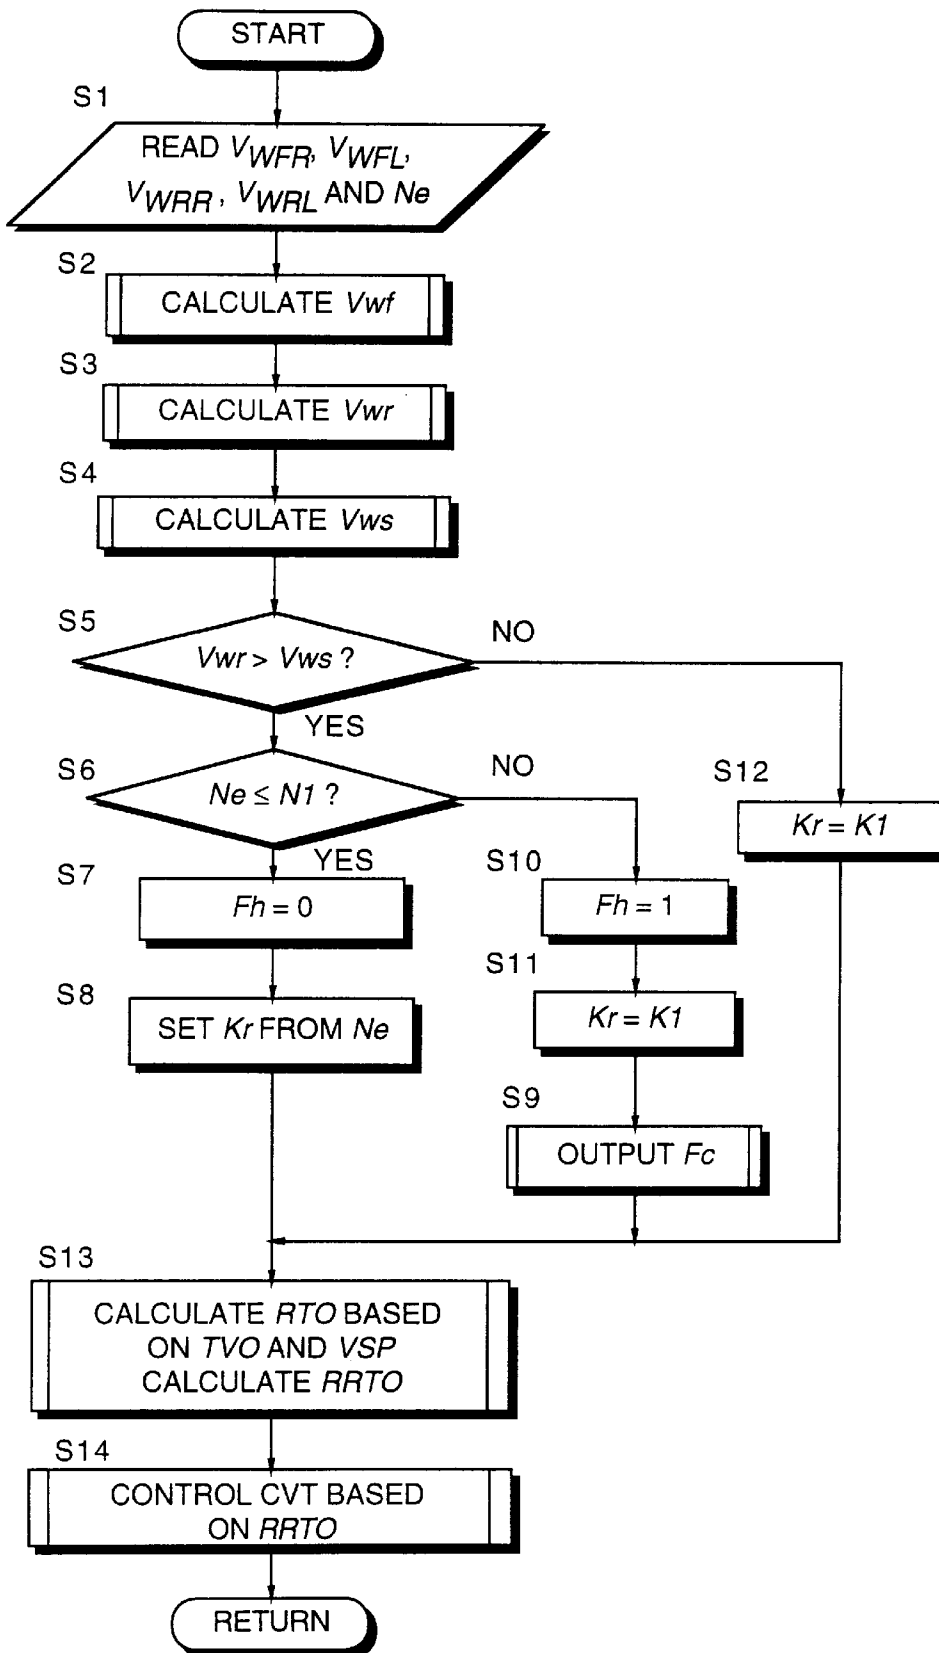 START
S1
READ VWFR, VWFL,
VWRR, VWRL AND Ne
S2
CALCULATE Vwf
S3
CALCULATE Vwr
S4
CALCULATE Vws
S5
Vwr > Vws ?
NO
YES
S6
Ne ≤ N1 ?
NO
YES
S12
Kr = K1
S7
Fh = 0
S10
Fh = 1
S8
SET Kr FROM Ne
S11
Kr = K1
S9
OUTPUT Fc
S13
CALCULATE RTO BASED
ON TVO AND VSP
CALCULATE RRTO
S14
CONTROL CVT BASED
ON RRTO
RETURN